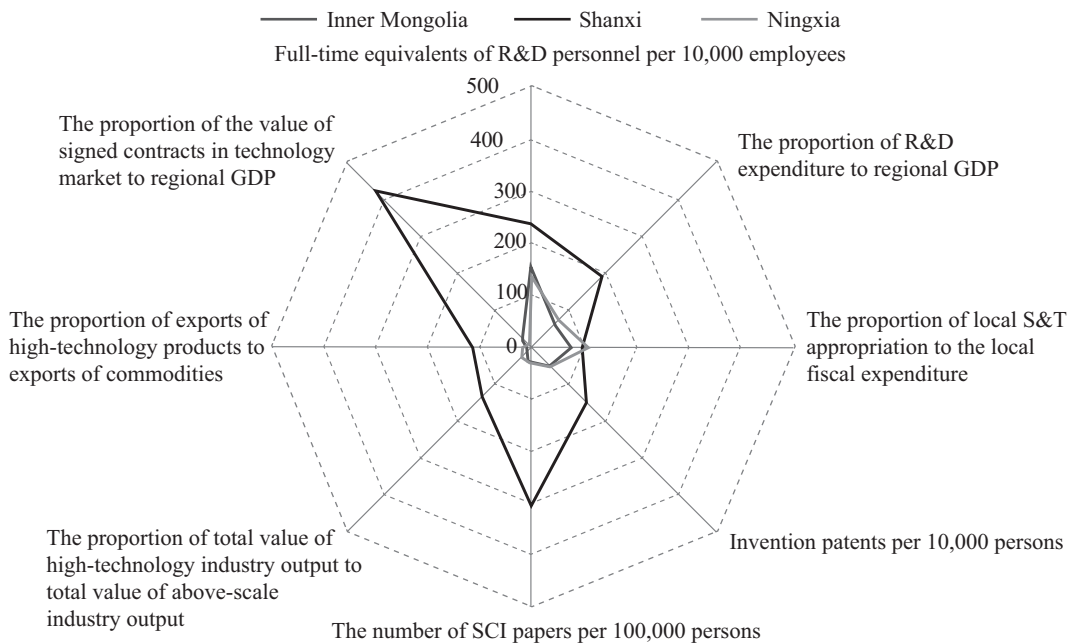 Inner Mongolia
Shanxi
Ningxia
Full-time equivalents of R&D personnel per 10,000 employees
500
400
300
200
100
0
The proportion of R&D
expenditure to regional GDP
The proportion of local S&T
appropriation to the local
fiscal expenditure
Invention patents per 10,000 persons
The number of SCI papers per 100,000 persons
The proportion of total value of
high-technology industry output to
total value of above-scale
industry output
The proportion of exports of
high-technology products to
exports of commodities
The proportion of the value of
signed contracts in technology
market to regional GDP